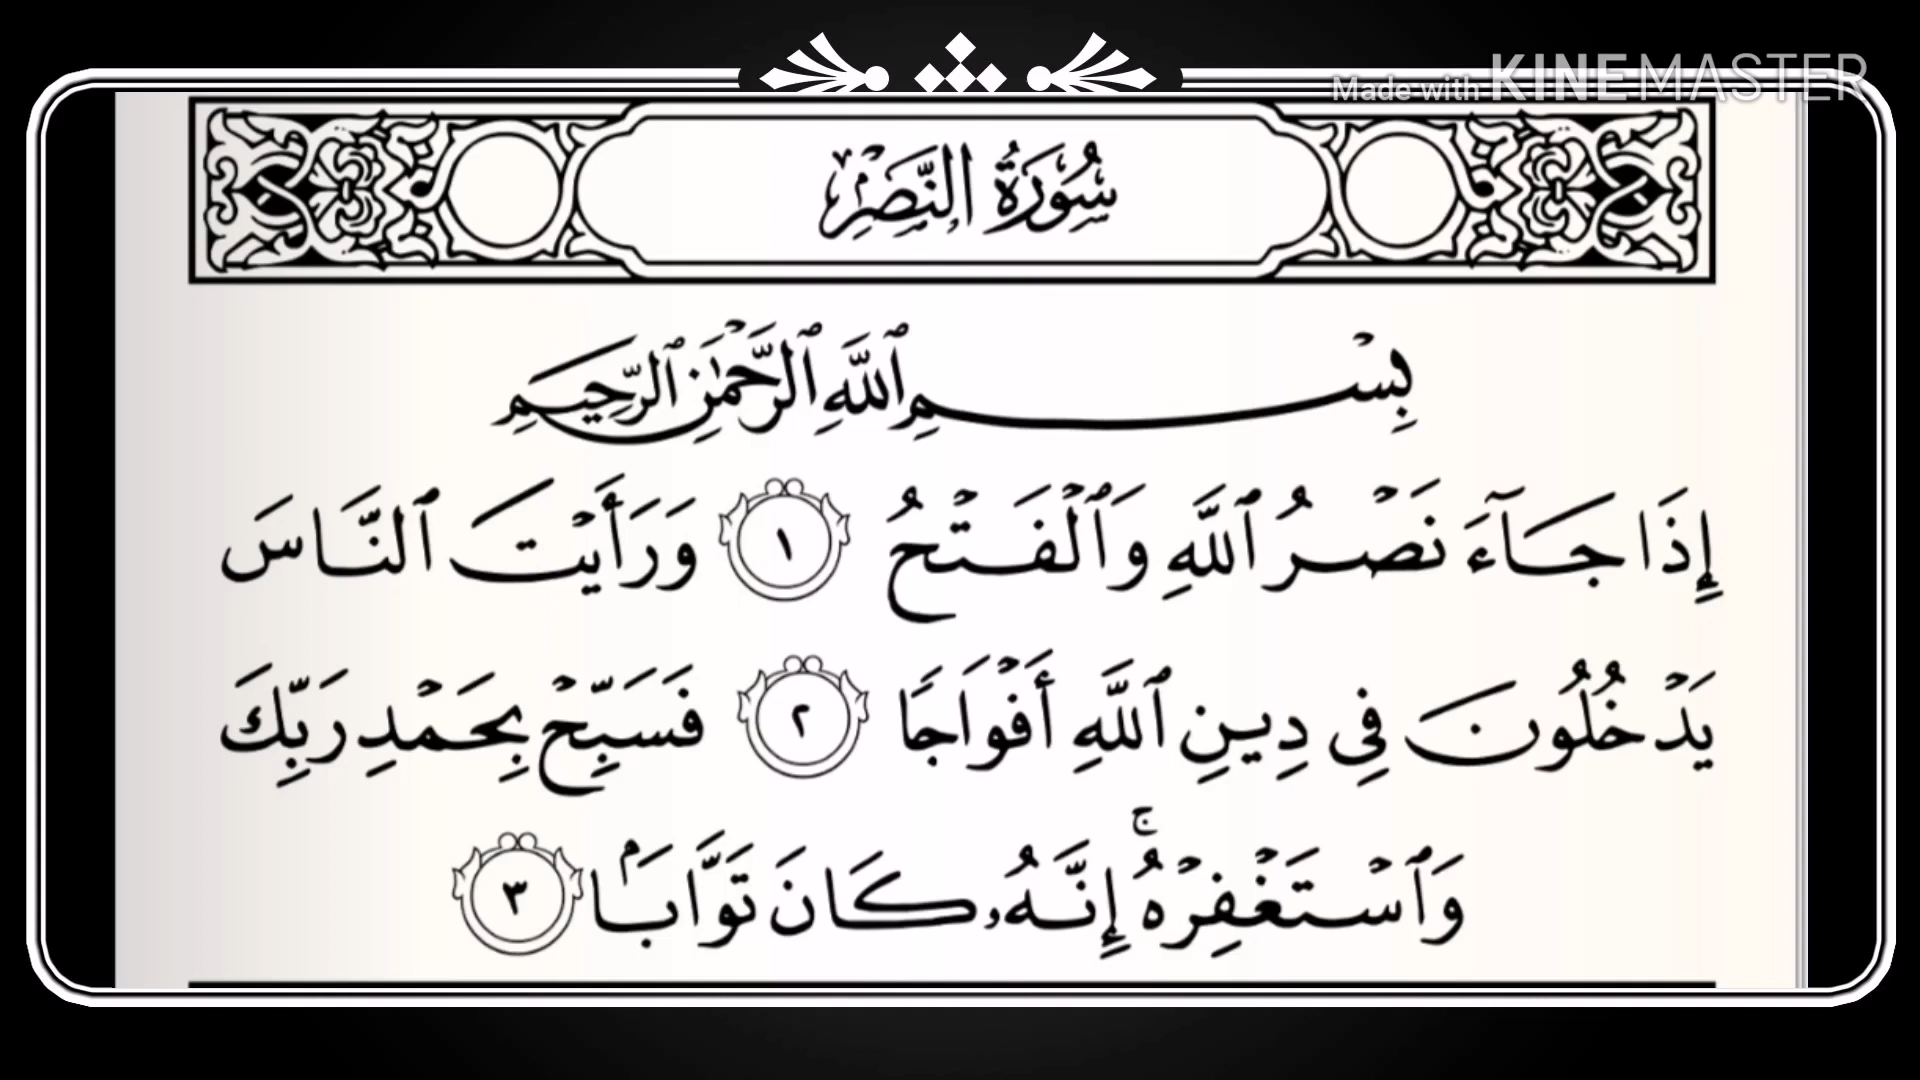 Made with KINEMASTER
سُورَةُ النَّصْرِ
بِسْمِ ٱللَّهِ ٱلرَّحْمَٰنِ ٱلرَّحِيمِ
إِذَا جَآءَ نَصْرُ ٱللَّهِ وَٱلْفَتْحُ ١ وَرَأَيْتَ ٱلنَّاسَ
يَدْخُلُونَ فِى دِينِ ٱللَّهِ أَفْوَاجًا ٢ فَسَبِّحْ بِحَمْدِ رَبِّكَ
وَٱسْتَغْفِرْهُ ۚ إِنَّهُۥ كَانَ تَوَّابَۢا ٣